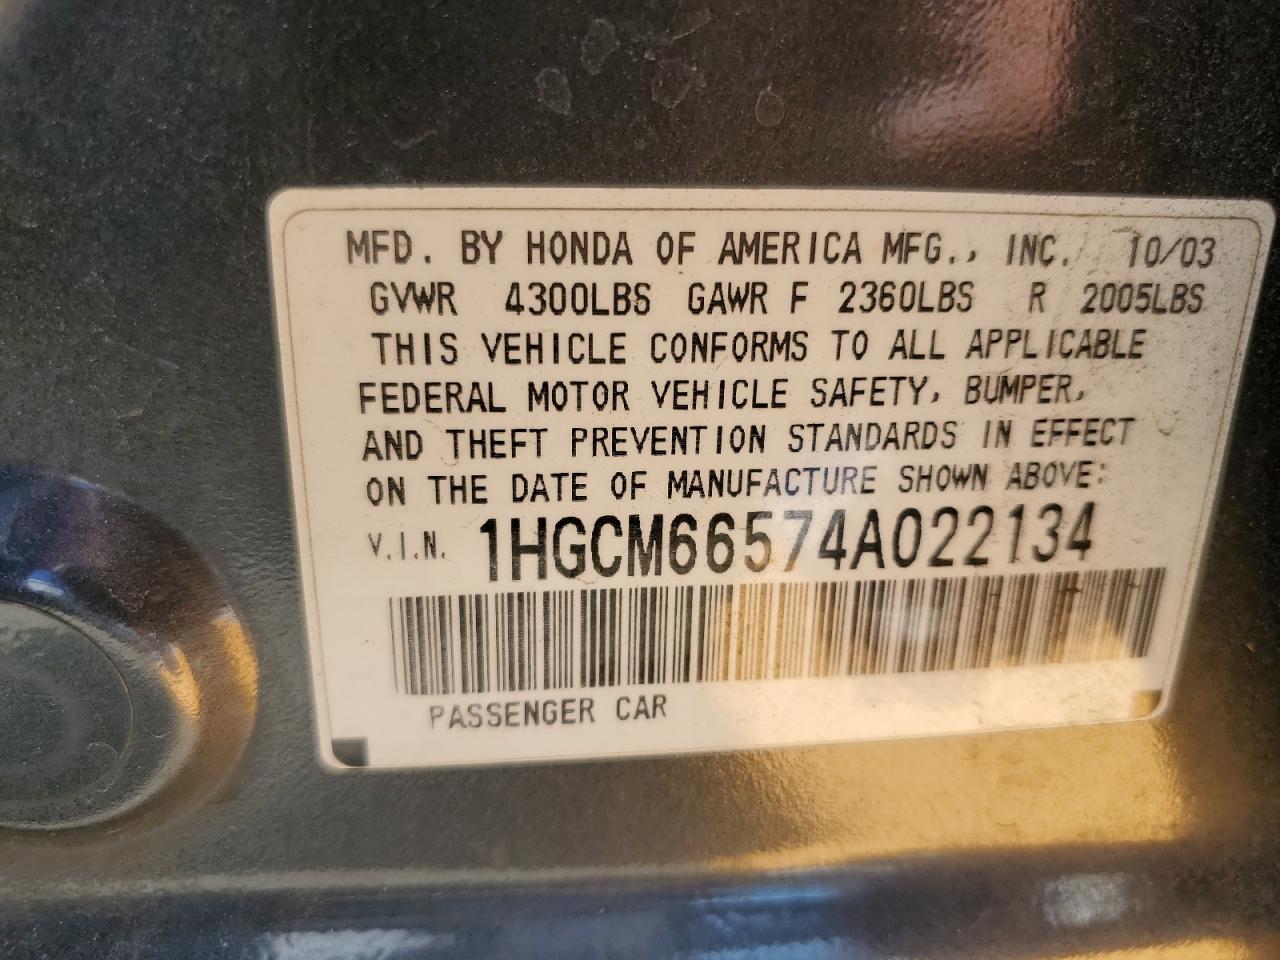 MFD. BY HONDA OF AMERICA MFG., INC. 10/03
GVWR 4300LBS GAWR F 2360LBS R 2005LBS
THIS VEHICLE CONFORMS TO ALL APPLICABLE
FEDERAL MOTOR VEHICLE SAFETY, BUMPER,
AND THEFT PREVENTION STANDARDS IN EFFECT
ON THE DATE OF MANUFACTURE SHOWN ABOVE:
V.I.N. 1HGCM66574A022134
PASSENGER CAR